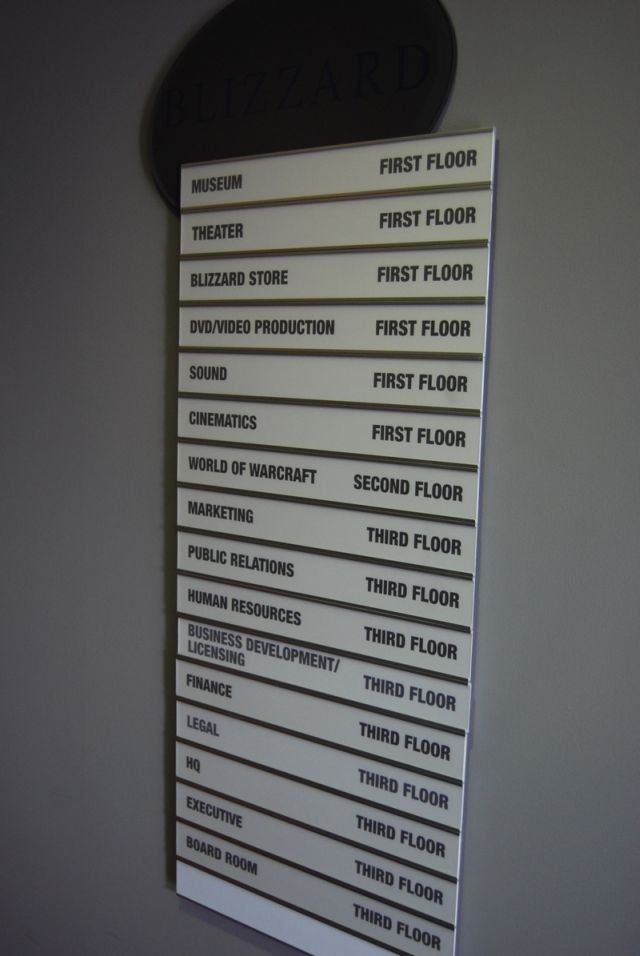 BLIZZARD
MUSEUM FIRST FLOOR
THEATER FIRST FLOOR
BLIZZARD STORE FIRST FLOOR
DVD/VIDEO PRODUCTION FIRST FLOOR
SOUND FIRST FLOOR
CINEMATICS FIRST FLOOR
WORLD OF WARCRAFT SECOND FLOOR
MARKETING THIRD FLOOR
PUBLIC RELATIONS THIRD FLOOR
HUMAN RESOURCES THIRD FLOOR
BUSINESS DEVELOPMENT/
LICENSING THIRD FLOOR
FINANCE THIRD FLOOR
LEGAL THIRD FLOOR
HQ THIRD FLOOR
EXECUTIVE THIRD FLOOR
BOARD ROOM THIRD FLOOR